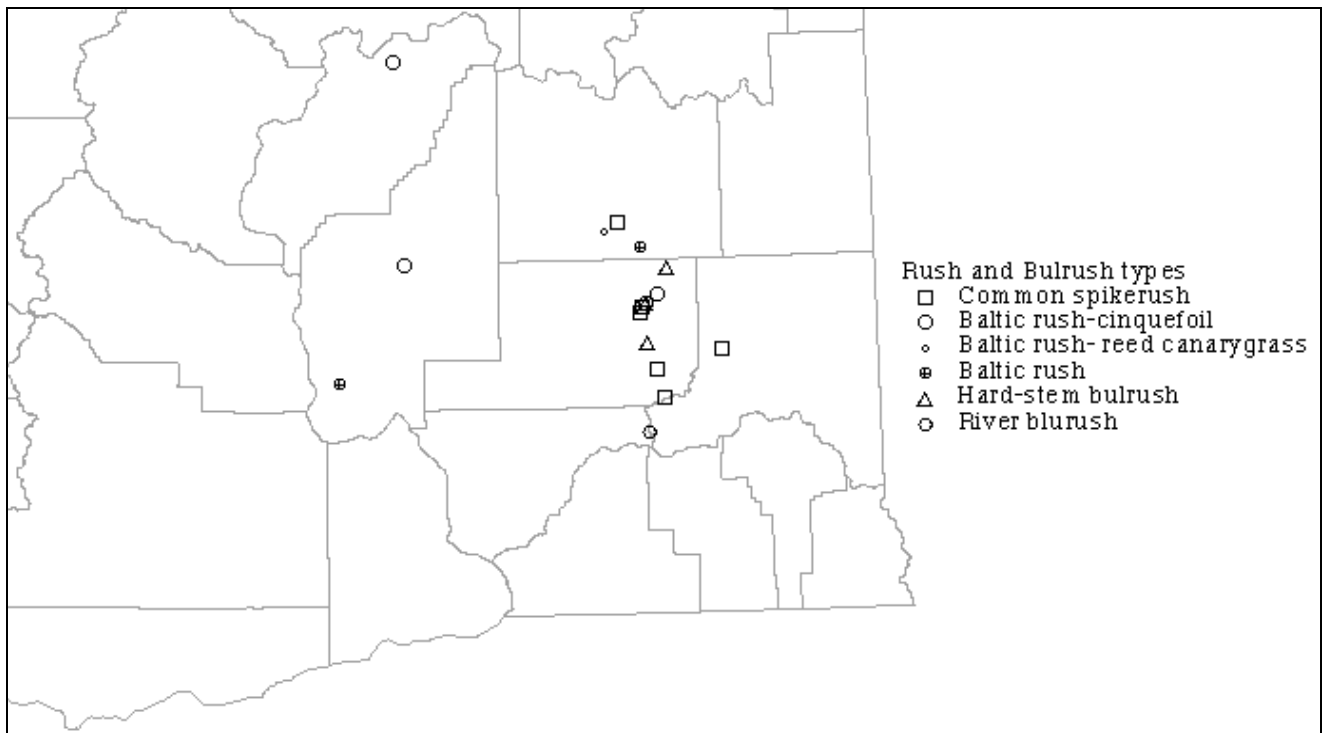 Rush and Bulrush types
Common spikerush
Baltic rush-cinquefoil
Baltic rush- reed canarygrass
Baltic rush
Hard-stem bulrush
River blurush